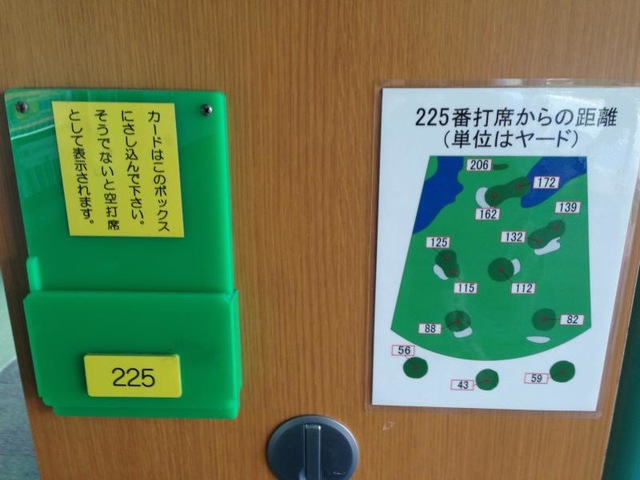 カードはこのボックス
にさし込んで下さい。
そうでないと空打席
として表示されます。
225
225番打席からの距離
(単位はヤード)
206
172
162
139
132
125
115
112
88
82
56
43
59